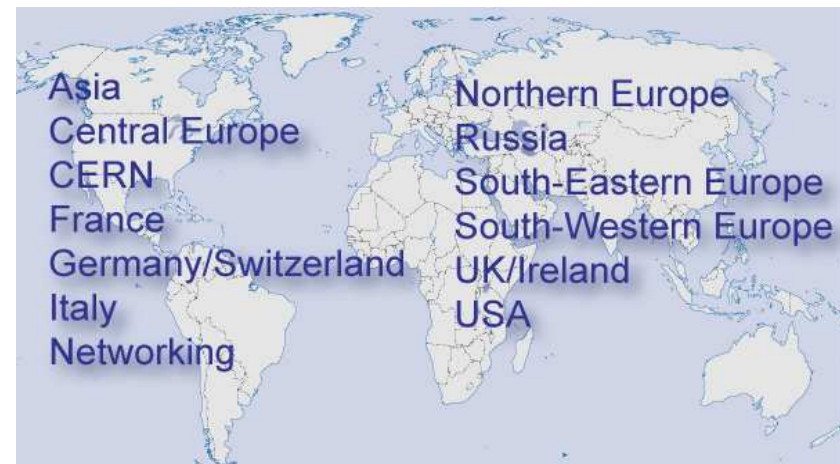 Asia
Central Europe
CERN
France
Germany/Switzerland
Italy
Networking
Northern Europe
Russia
South-Eastern Europe
South-Western Europe
UK/Ireland
USA